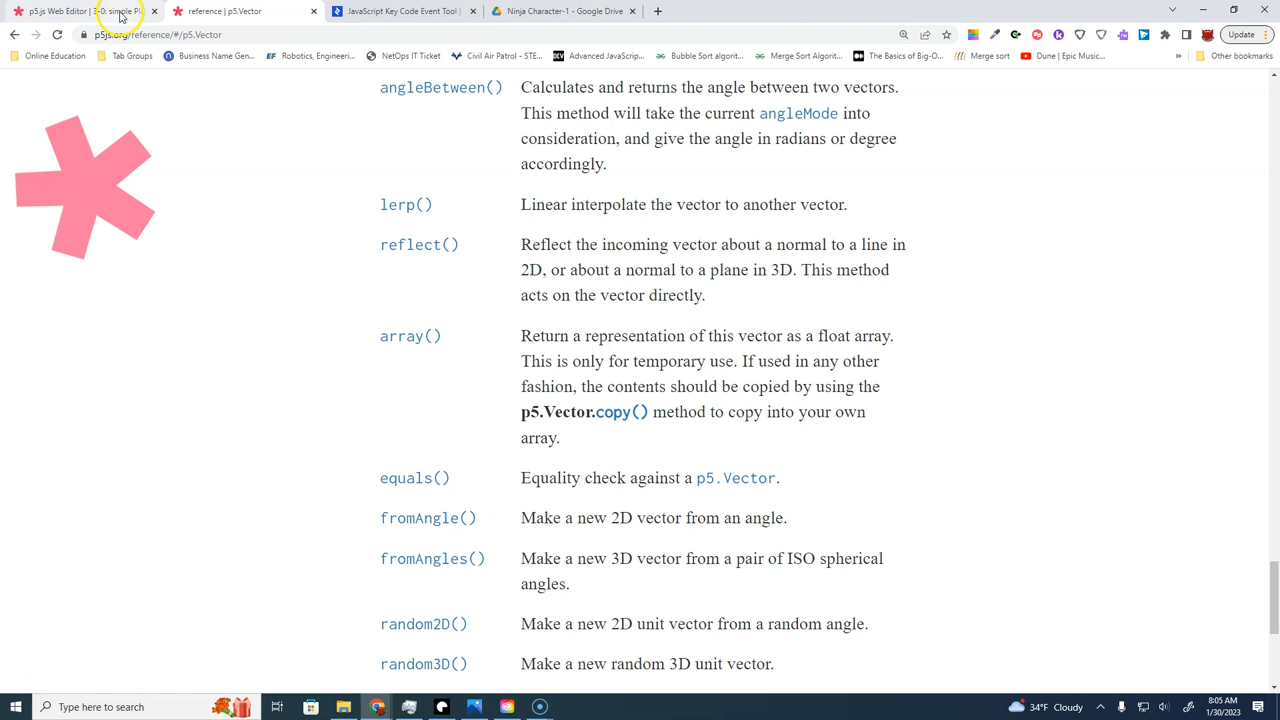 p5.js Web Editor | 3-0: simple Pl
reference | p5.Vector
JavaScript Key Code Event Tool |
Ninja Character-1 - Google Drive
p5js.org/reference/#/p5.Vector
Update
Online Education
Tab Groups
Business Name Gen...
Robotics, Engineeri...
NetOps IT Ticket
Civil Air Patrol - STE...
Advanced JavaScrip...
Bubble Sort algorit...
Merge Sort Algorit...
The Basics of Big-O...
Merge sort
Dune | Epic Music...
»
Other bookmarks
angleBetween() Calculates and returns the angle between two vectors.
This method will take the current angleMode into
consideration, and give the angle in radians or degree
accordingly.
lerp() Linear interpolate the vector to another vector.
reflect() Reflect the incoming vector about a normal to a line in
2D, or about a normal to a plane in 3D. This method
acts on the vector directly.
array() Return a representation of this vector as a float array.
This is only for temporary use. If used in any other
fashion, the contents should be copied by using the
p5.Vector.copy() method to copy into your own
array.
equals() Equality check against a p5.Vector.
fromAngle() Make a new 2D vector from an angle.
fromAngles() Make a new 3D vector from a pair of ISO spherical
angles.
random2D() Make a new 2D unit vector from a random angle.
random3D() Make a new random 3D unit vector.
Type here to search
34°F Cloudy
8:05 AM
1/30/2023